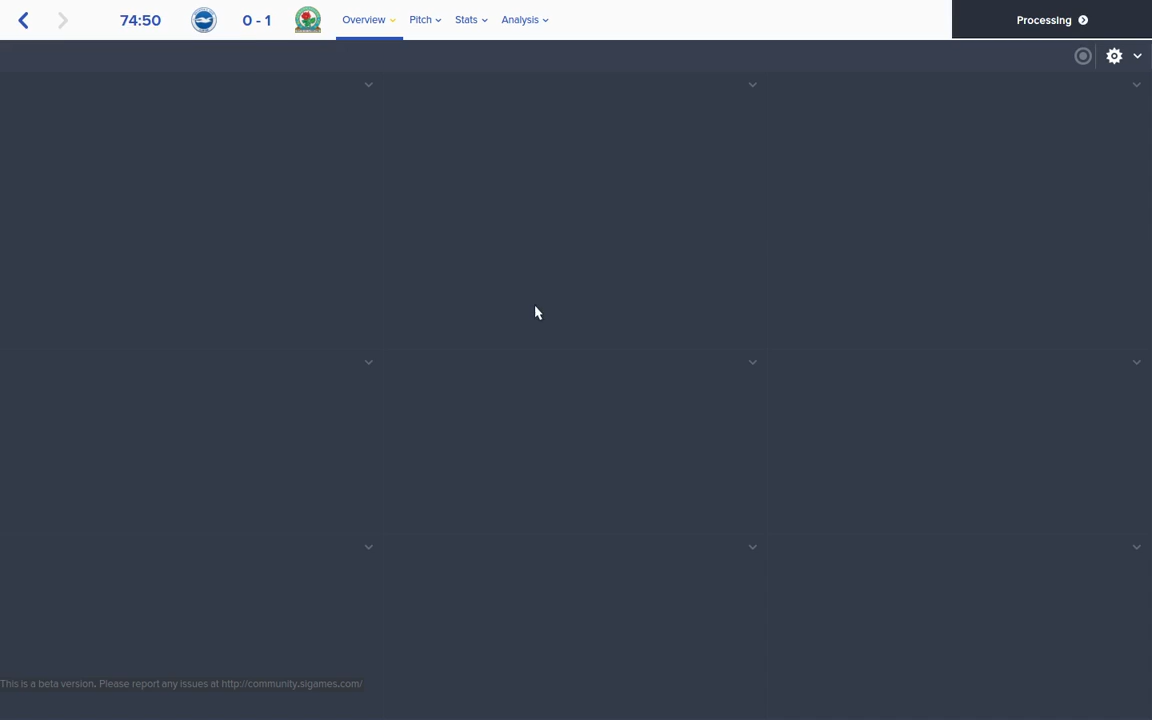 74:50 0 - 1 Overview Pitch Stats Analysis Processing
This is a beta version. Please report any issues at http://community.sigames.com/